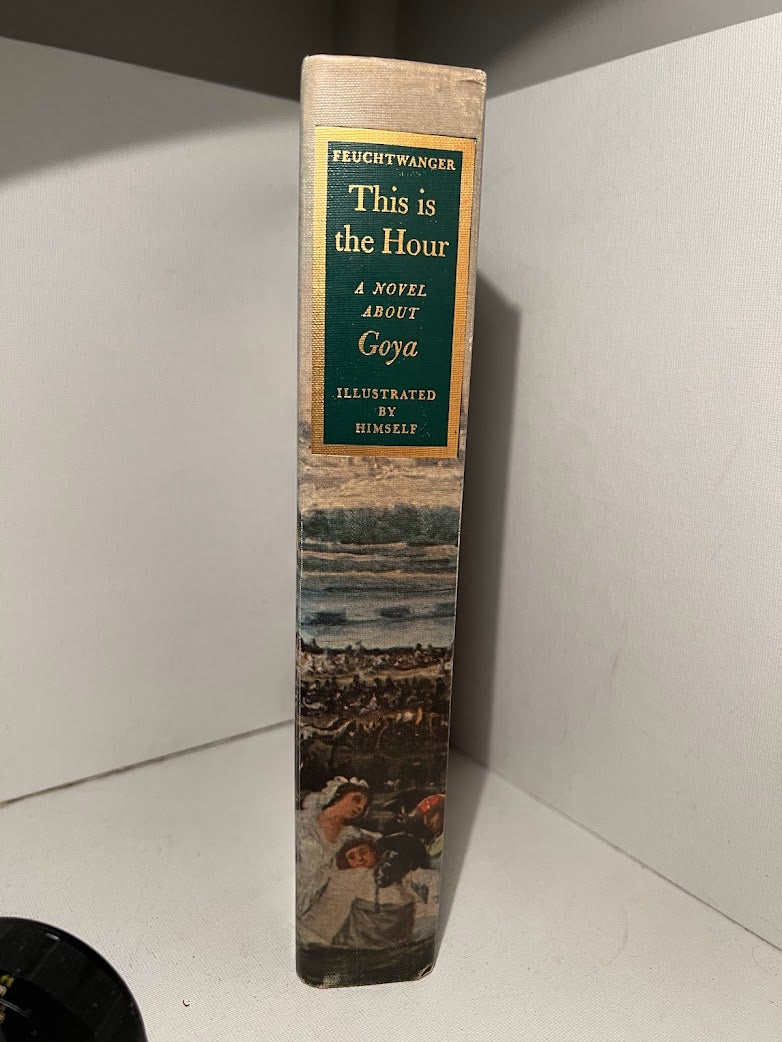 FEUCHTWANGER
This is
the Hour
A NOVEL
ABOUT
Goya
ILLUSTRATED
BY
HIMSELF